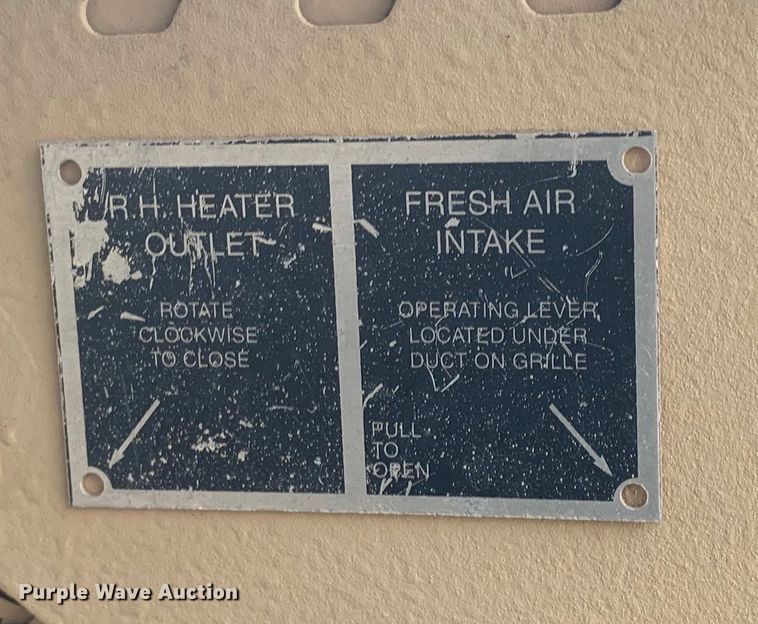 R.H. HEATER
OUTLET
ROTATE
CLOCKWISE
TO CLOSE
FRESH AIR
INTAKE
OPERATING LEVER
LOCATED UNDER
DUCT ON GRILLE
PULL
TO
OPEN
Purple Wave Auction